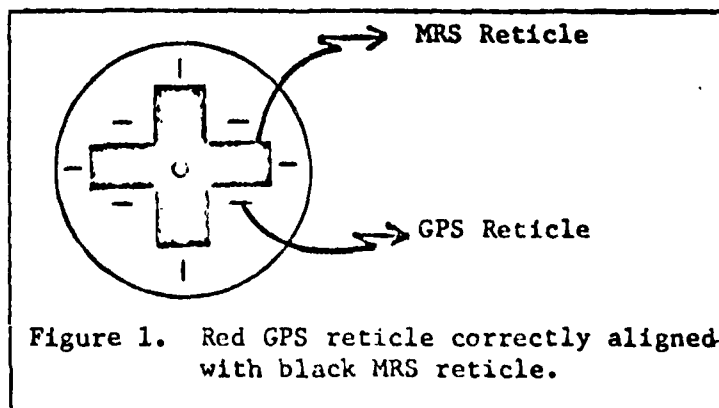 MRS Reticle
GPS Reticle
Figure 1. Red GPS reticle correctly aligned
with black MRS reticle.